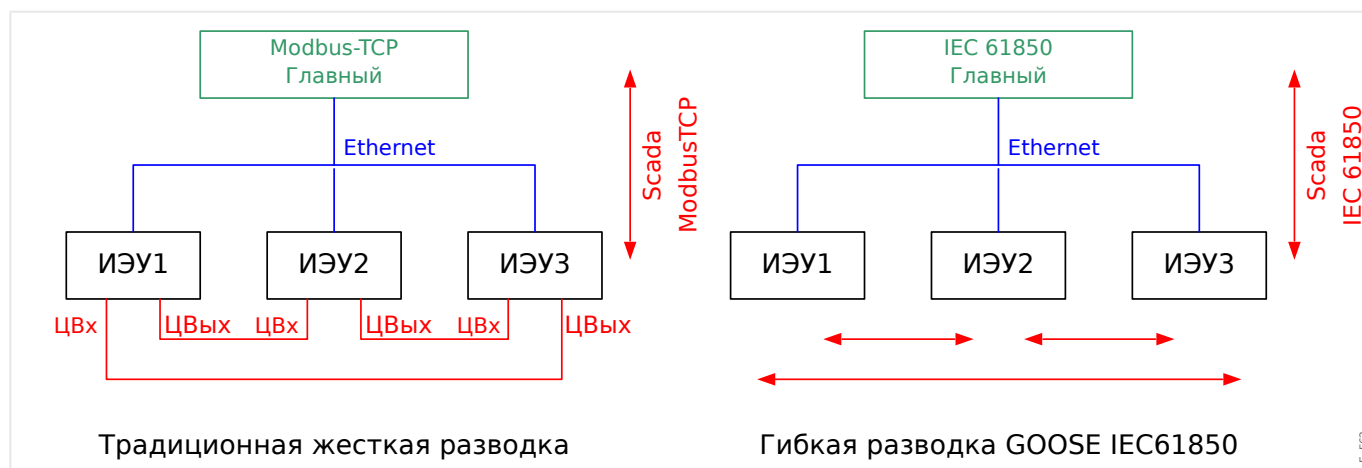 Modbus-TCP
Главный
Ethernet
Scada
ModbusTCP
ИЭУ1
ИЭУ2
ИЭУ3
ЦВх
ЦВых
ЦВх
ЦВых
ЦВх
ЦВых
Традиционная жесткая разводка
IEC 61850
Главный
Ethernet
Scada
IEC 61850
ИЭУ1
ИЭУ2
ИЭУ3
Гибкая разводка GOOSE IEC61850